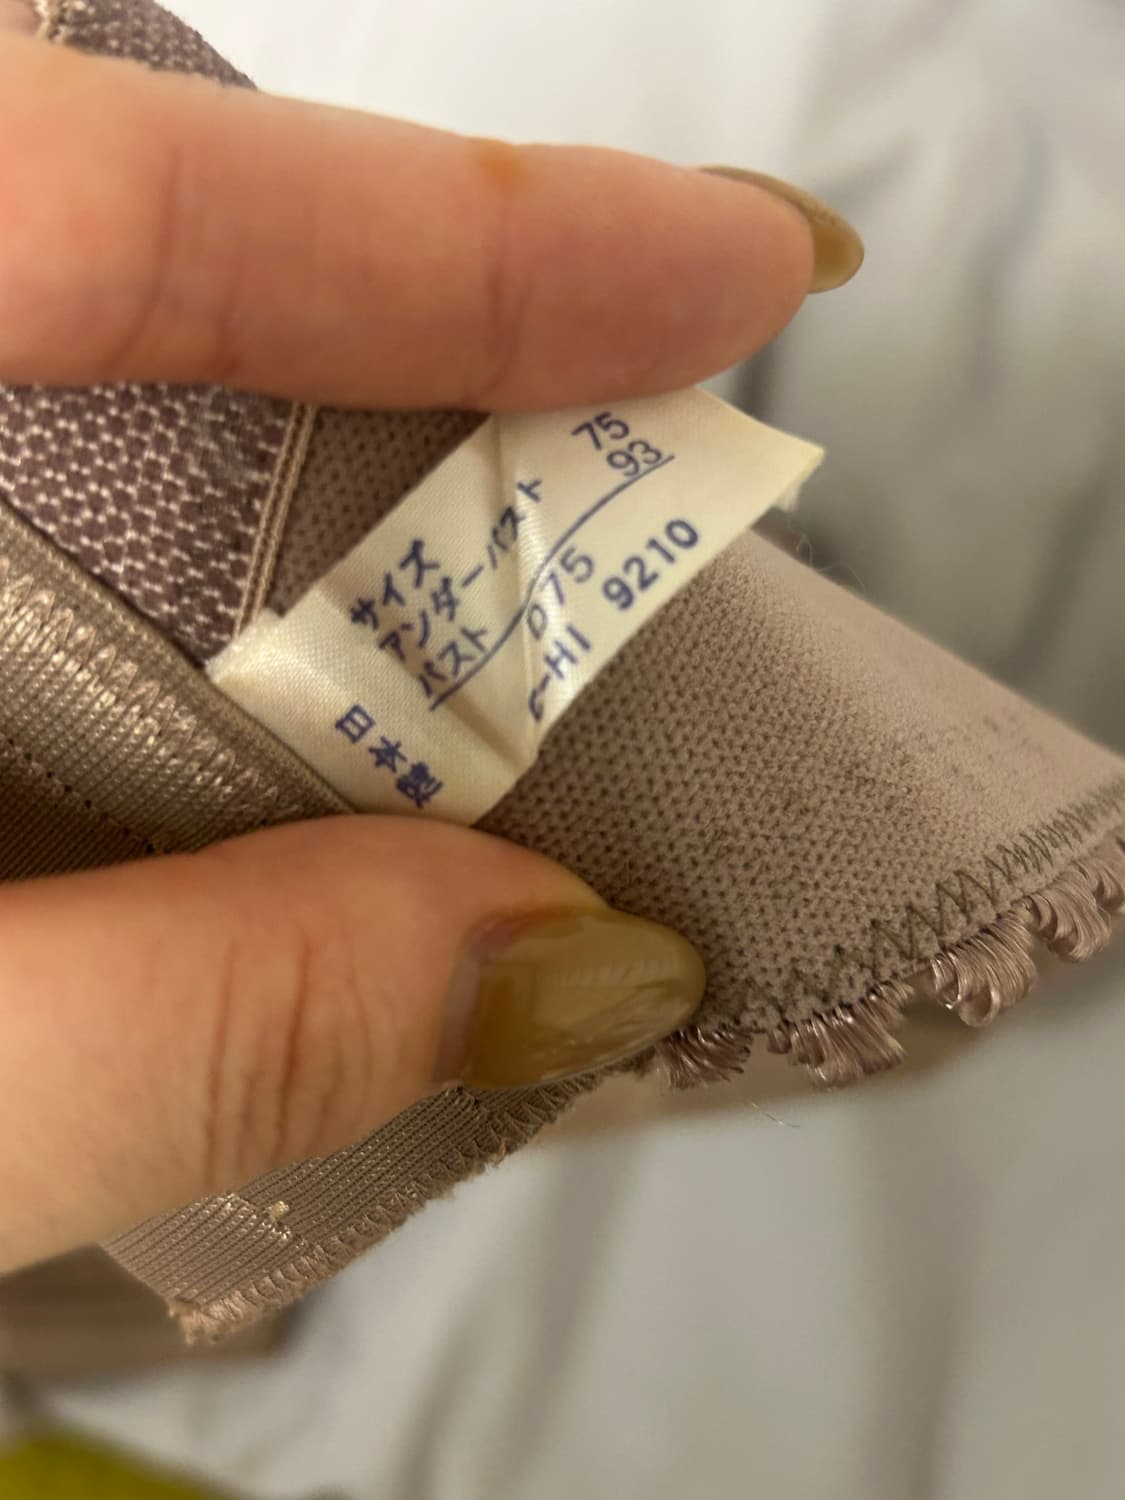 サイズ
アンダーバスト 75
バスト 93
D75
HI 9210
日本製